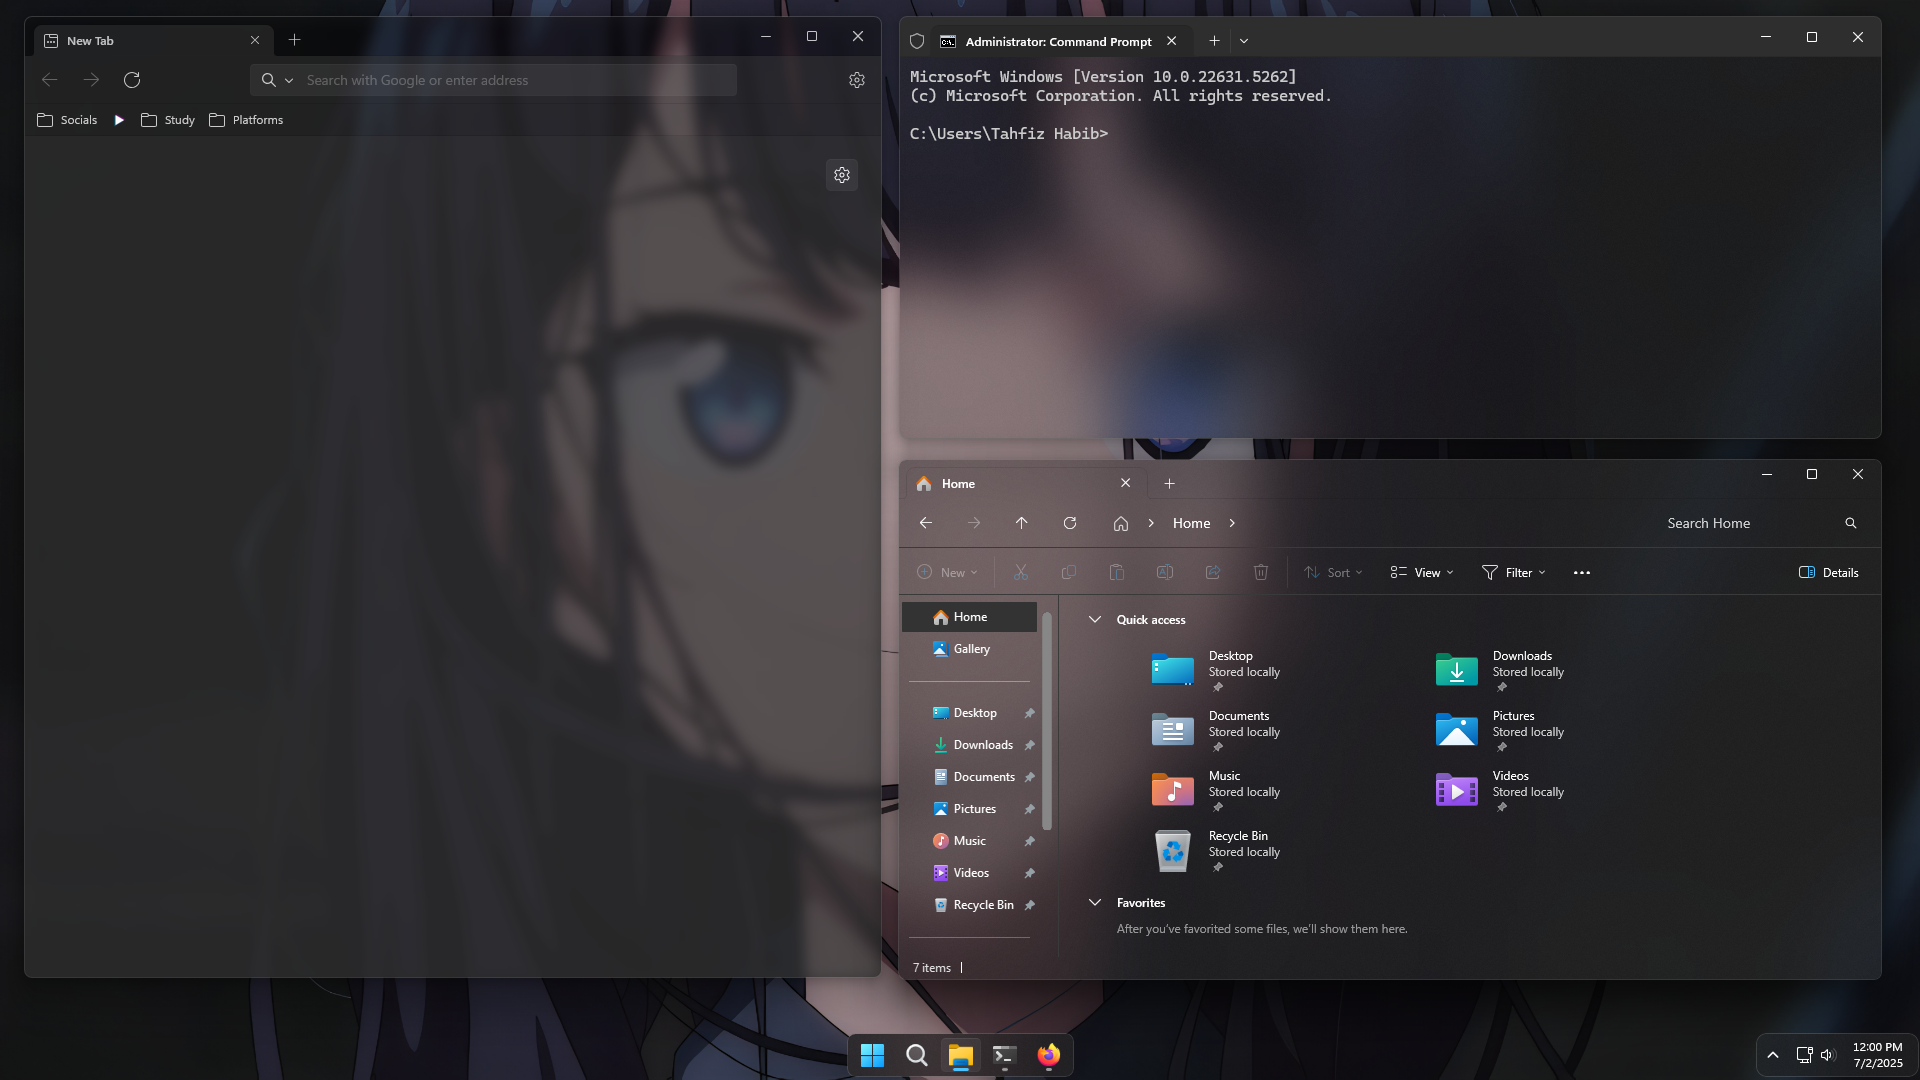 New Tab
Search with Google or enter address
Socials
Study
Platforms
Administrator: Command Prompt
Microsoft Windows [Version 10.0.22631.5262]
(c) Microsoft Corporation. All rights reserved.
C:\Users\Tahfiz Habib>
Home
Home
Search Home
New
Sort
View
Filter
Details
Home
Gallery
Desktop
Downloads
Documents
Pictures
Music
Videos
Recycle Bin
Quick access
Desktop
Stored locally
Downloads
Stored locally
Documents
Stored locally
Pictures
Stored locally
Music
Stored locally
Videos
Stored locally
Recycle Bin
Stored locally
Favorites
After you've favorited some files, we'll show them here.
7 items
12:00 PM
7/2/2025